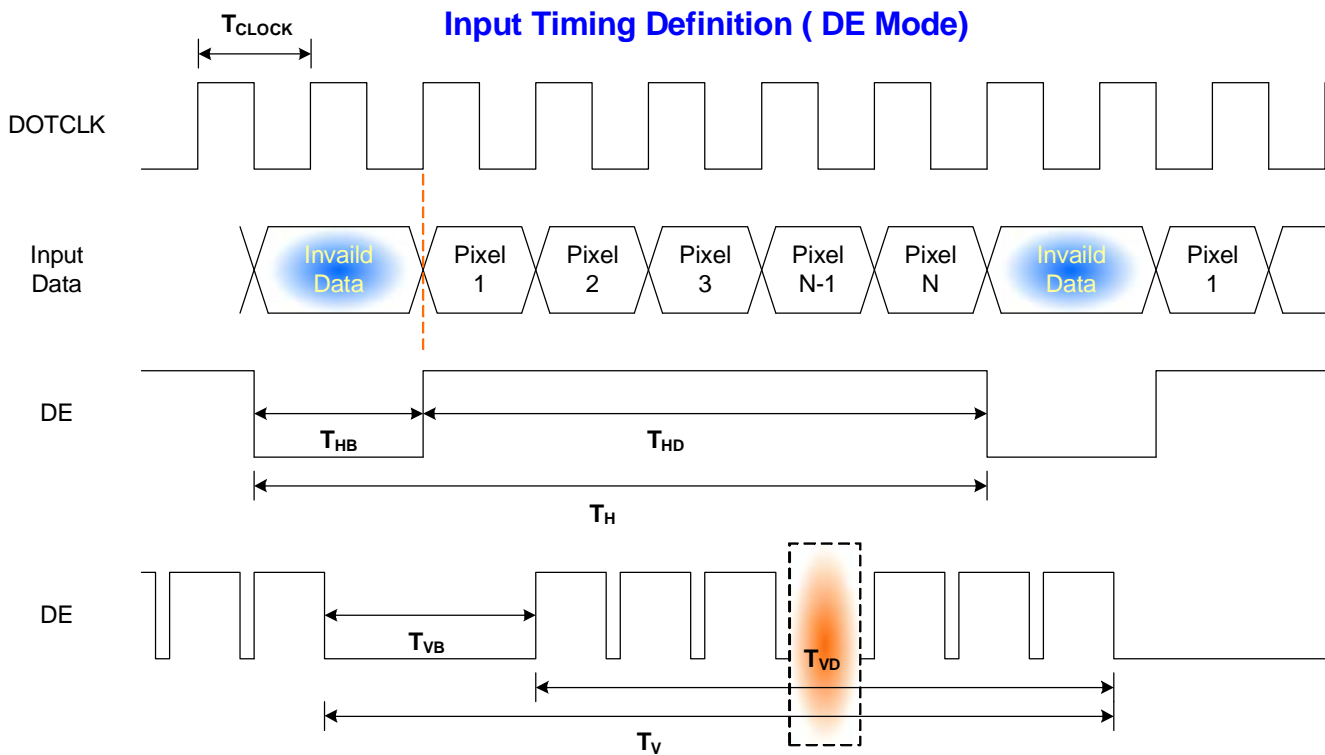 Input Timing Definition ( DE Mode)
TCLOCK
DOTCLK
Input
Data
Invaild
Data
Pixel
1
Pixel
2
Pixel
3
Pixel
N-1
Pixel
N
Invaild
Data
Pixel
1
DE
THB
THD
TH
DE
TVB
TVD
TV